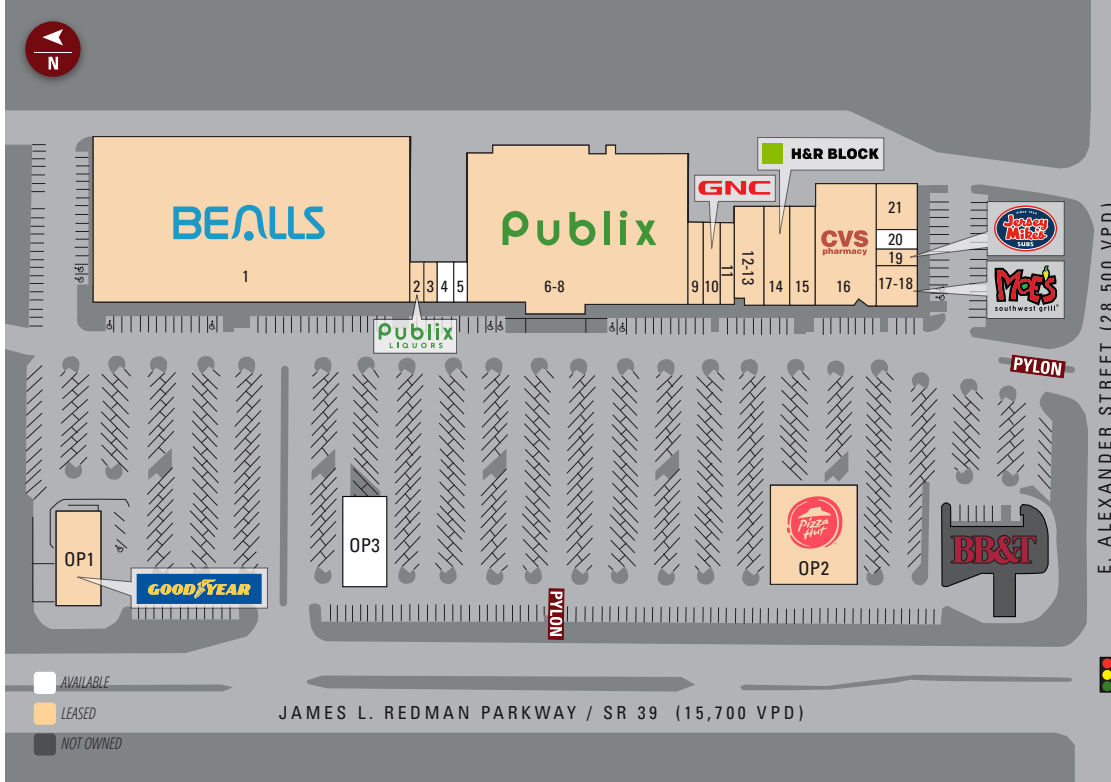 N
BEALLS
1
Publix
6-8
2
3
4
5
Publix
LIQUORS
GNC
H&R BLOCK
9
10
11
12-13
14
15
CVS
pharmacy
16
21
20
19
17-18
SINCE 1956
Jersey
Mike's
SUBS
MOE'S
southwest grill®
PYLON
E. ALEXANDER STREET (28,500 VPD)
OP1
GOODYEAR
OP3
Pizza
Hut
OP2
BB&T
PYLON
AVAILABLE
LEASED
NOT OWNED
JAMES L. REDMAN PARKWAY / SR 39 (15,700 VPD)